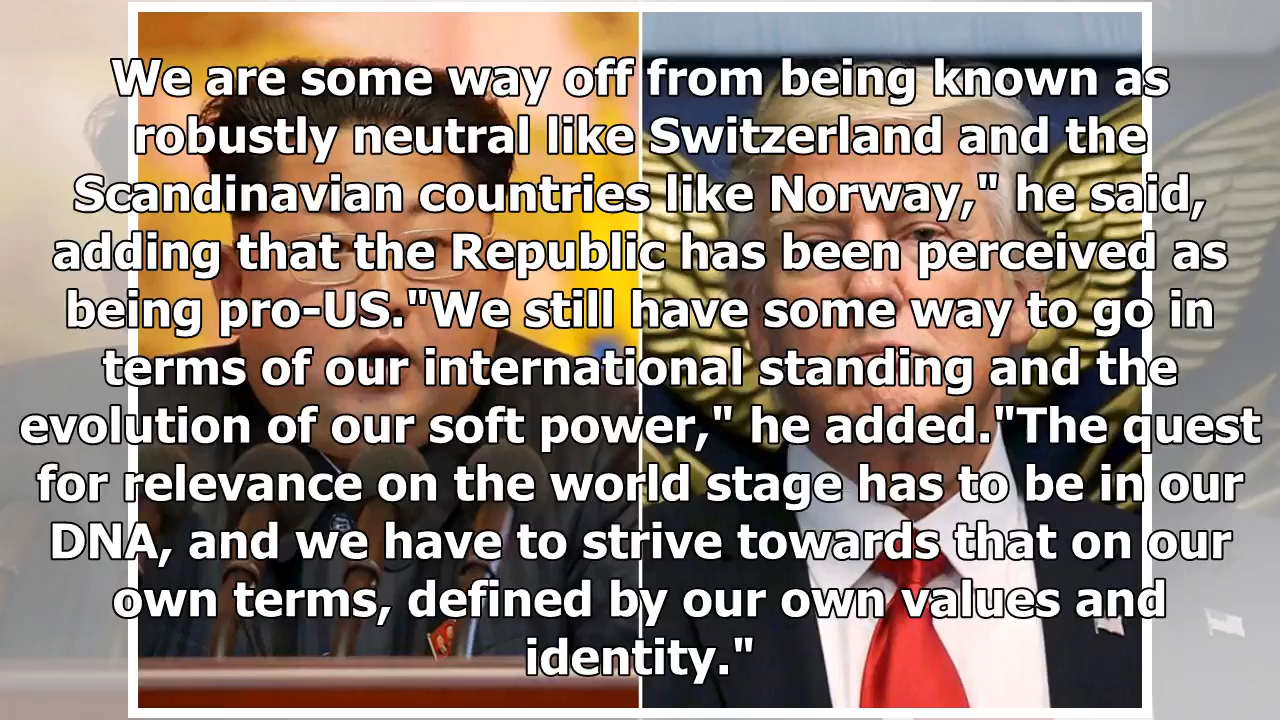 We are some way off from being known as
robustly neutral like Switzerland and the
Scandinavian countries like Norway," he said,
adding that the Republic has been perceived as
being pro-US."We still have some way to go in
terms of our international standing and the
evolution of our soft power," he added."The quest
for relevance on the world stage has to be in our
DNA, and we have to strive towards that on our
own terms, defined by our own values and
identity."